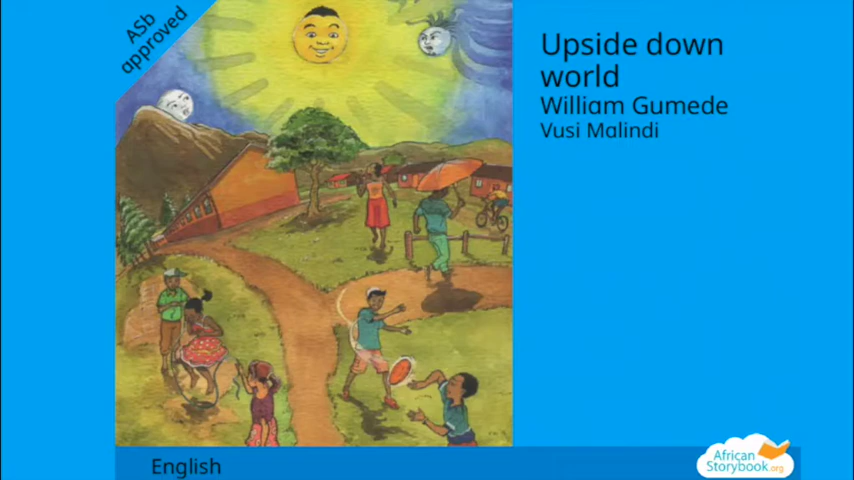 ASb
approved
Upside down
world
William Gumede
Vusi Malindi
English
African
Storybook.org